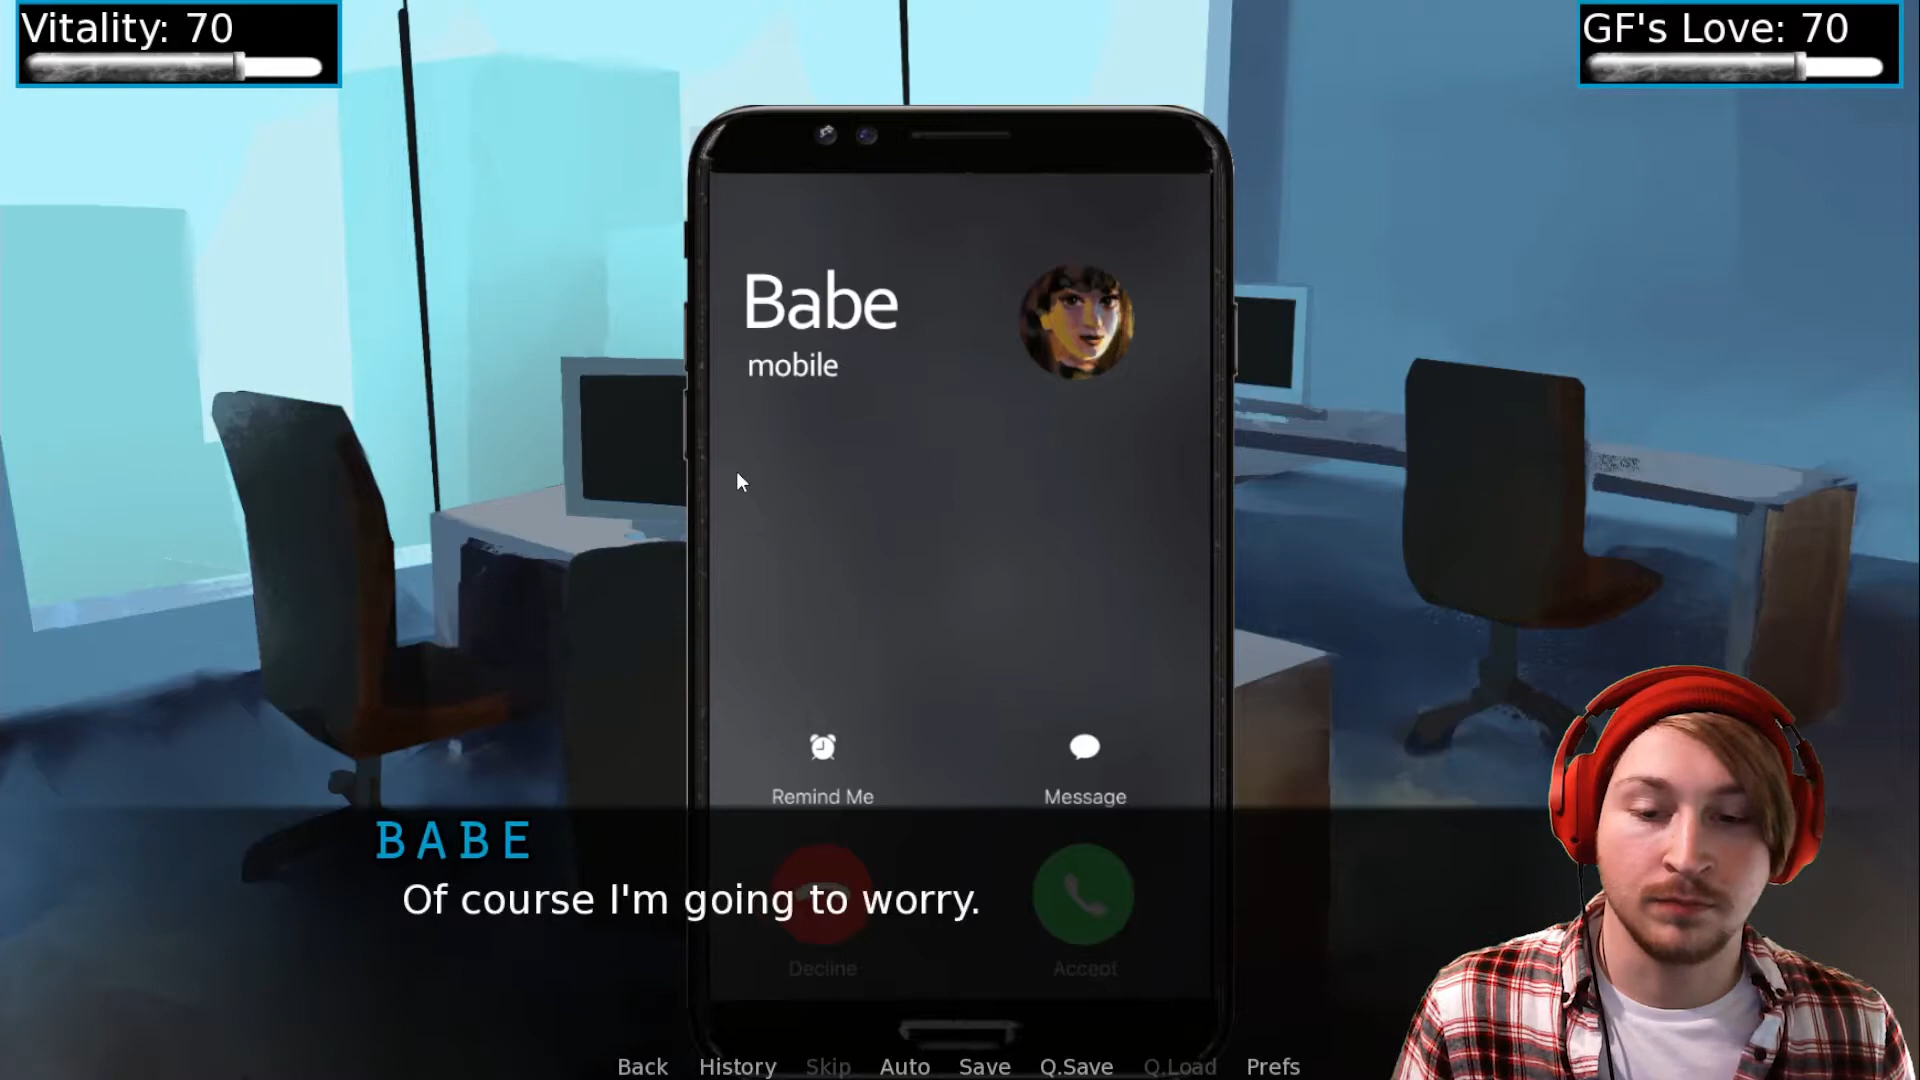 Vitality: 70
GF's Love: 70
Babe
mobile
Remind Me
Message
BABE
Of course I'm going to worry.
Decline
Accept
Back History Skip Auto Save Q.Save Q.Load Prefs